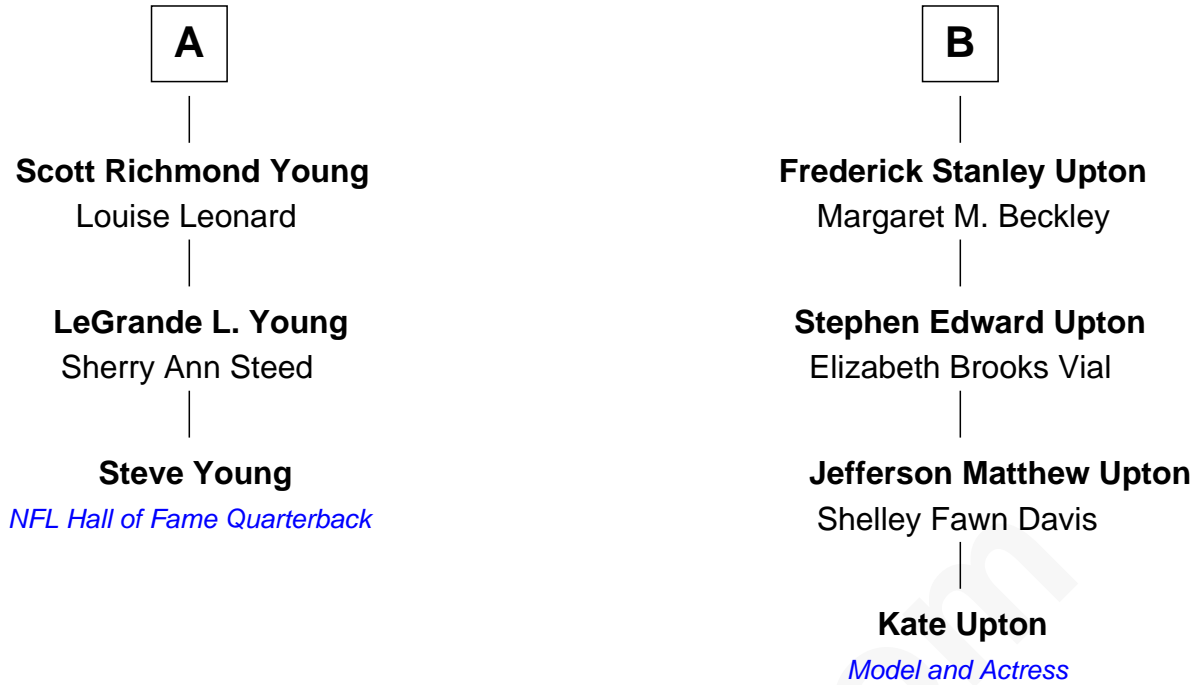 A
Scott Richmond Young
Louise Leonard
LeGrande L. Young
Sherry Ann Steed
Steve Young
NFL Hall of Fame Quarterback
B
Frederick Stanley Upton
Margaret M. Beckley
Stephen Edward Upton
Elizabeth Brooks Vial
Jefferson Matthew Upton
Shelley Fawn Davis
Kate Upton
Model and Actress